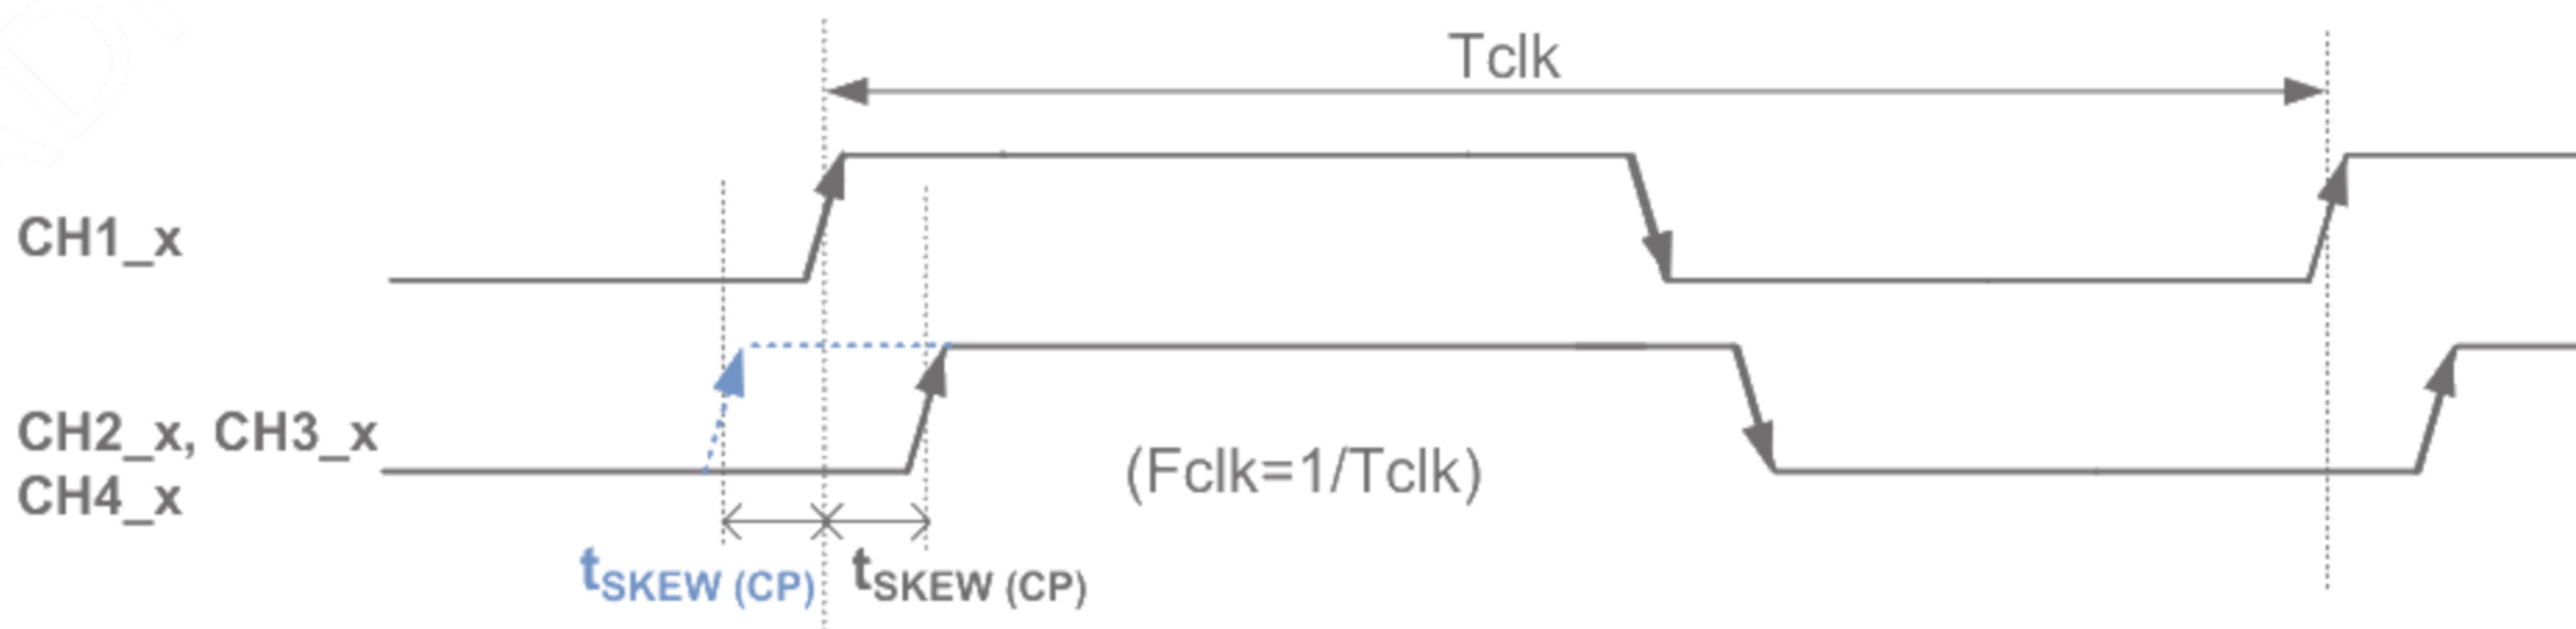 Tclk
CH1_x
CH2_x, CH3_x
CH4_x
(Fclk=1/Tclk)
tSKEW (CP)
tSKEW (CP)